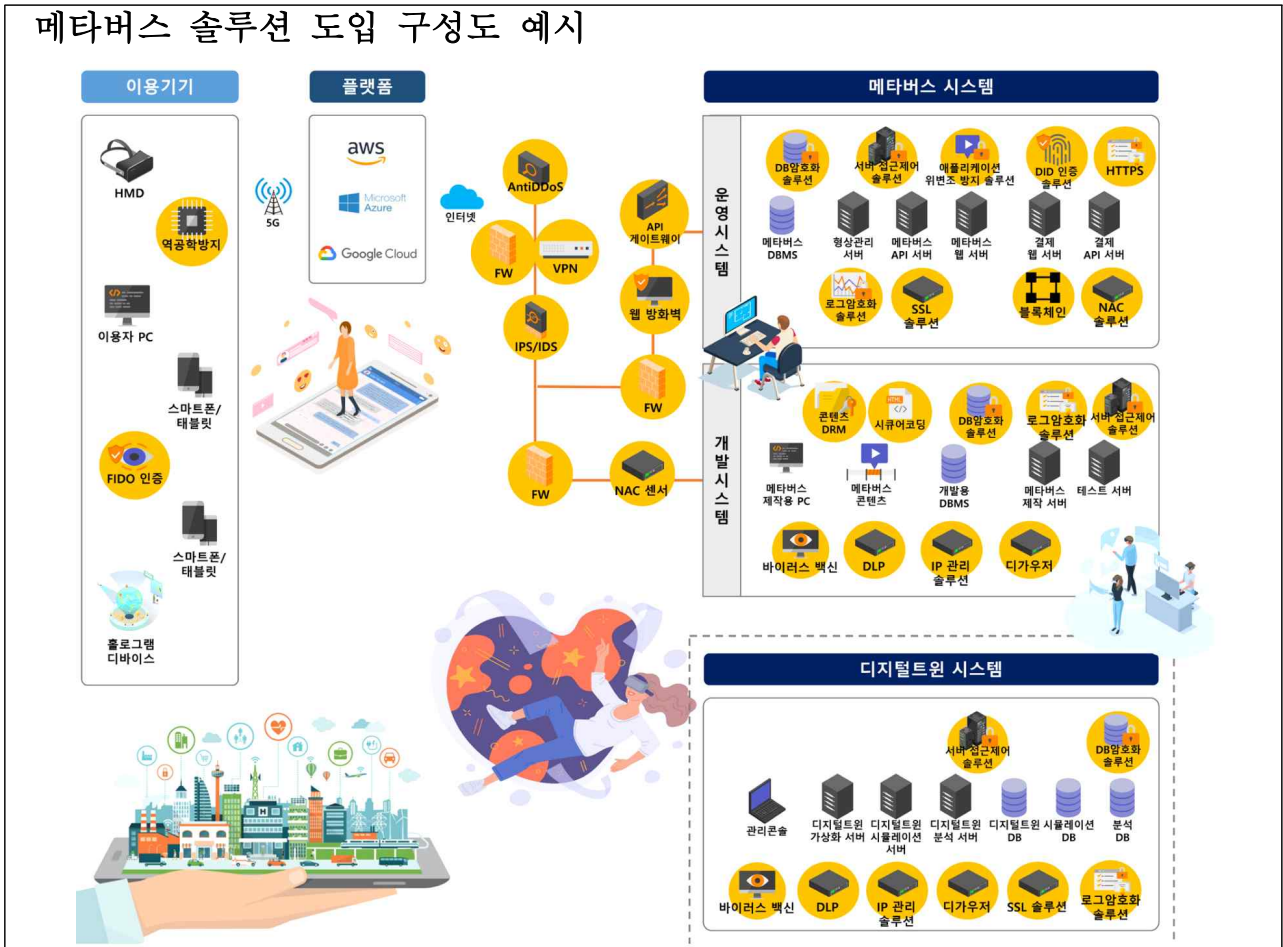 메타버스 솔루션 도입 구성도 예시
이용기기
플랫폼
메타버스 시스템
HMD
역공학방지
이용자 PC
스마트폰/
태블릿
FIDO 인증
스마트폰/
태블릿
홀로그램
디바이스
5G
aws
Microsoft
Azure
Google Cloud
인터넷
AntiDDoS
FW
VPN
IPS/IDS
FW
API
게이트웨이
웹 방화벽
FW
NAC 센서
운영시스템
DB암호화
솔루션
서버 접근제어
솔루션
애플리케이션
위변조 방지 솔루션
DID 인증
솔루션
HTTPS
메타버스
DBMS
형상관리
서버
메타버스
API 서버
메타버스
웹 서버
결제
웹 서버
결제
API 서버
로그암호화
솔루션
SSL
솔루션
블록체인
NAC
솔루션
개발시스템
콘텐츠
DRM
HTML
시큐어코딩
DB암호화
솔루션
로그암호화
솔루션
서버 접근제어
솔루션
메타버스
제작용 PC
메타버스
콘텐츠
개발용
DBMS
메타버스
제작 서버
테스트 서버
바이러스 백신
DLP
IP 관리
솔루션
디가우저
디지털트윈 시스템
서버 접근제어
솔루션
DB암호화
솔루션
관리콘솔
디지털트윈
가상화 서버
디지털트윈
시뮬레이션
서버
디지털트윈
분석 서버
디지털트윈
DB
시뮬레이션
DB
분석
DB
바이러스 백신
DLP
IP 관리
솔루션
디가우저
SSL 솔루션
로그암호화
솔루션